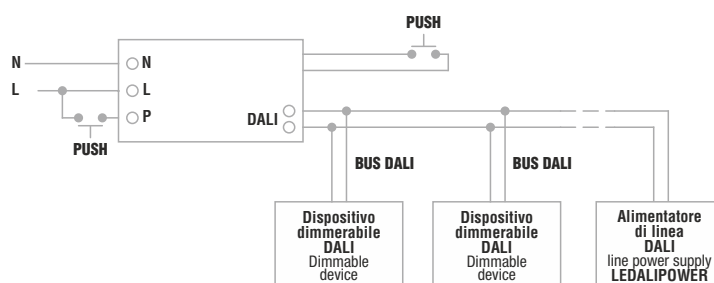 PUSH
N
N
L
L
P
DALI
PUSH
BUS DALI
BUS DALI
Dispositivo
dimmerabile
DALI
Dimmable
device
Dispositivo
dimmerabile
DALI
Dimmable
device
Alimentatore
di linea
DALI
line power supply
LEDALIPOWER